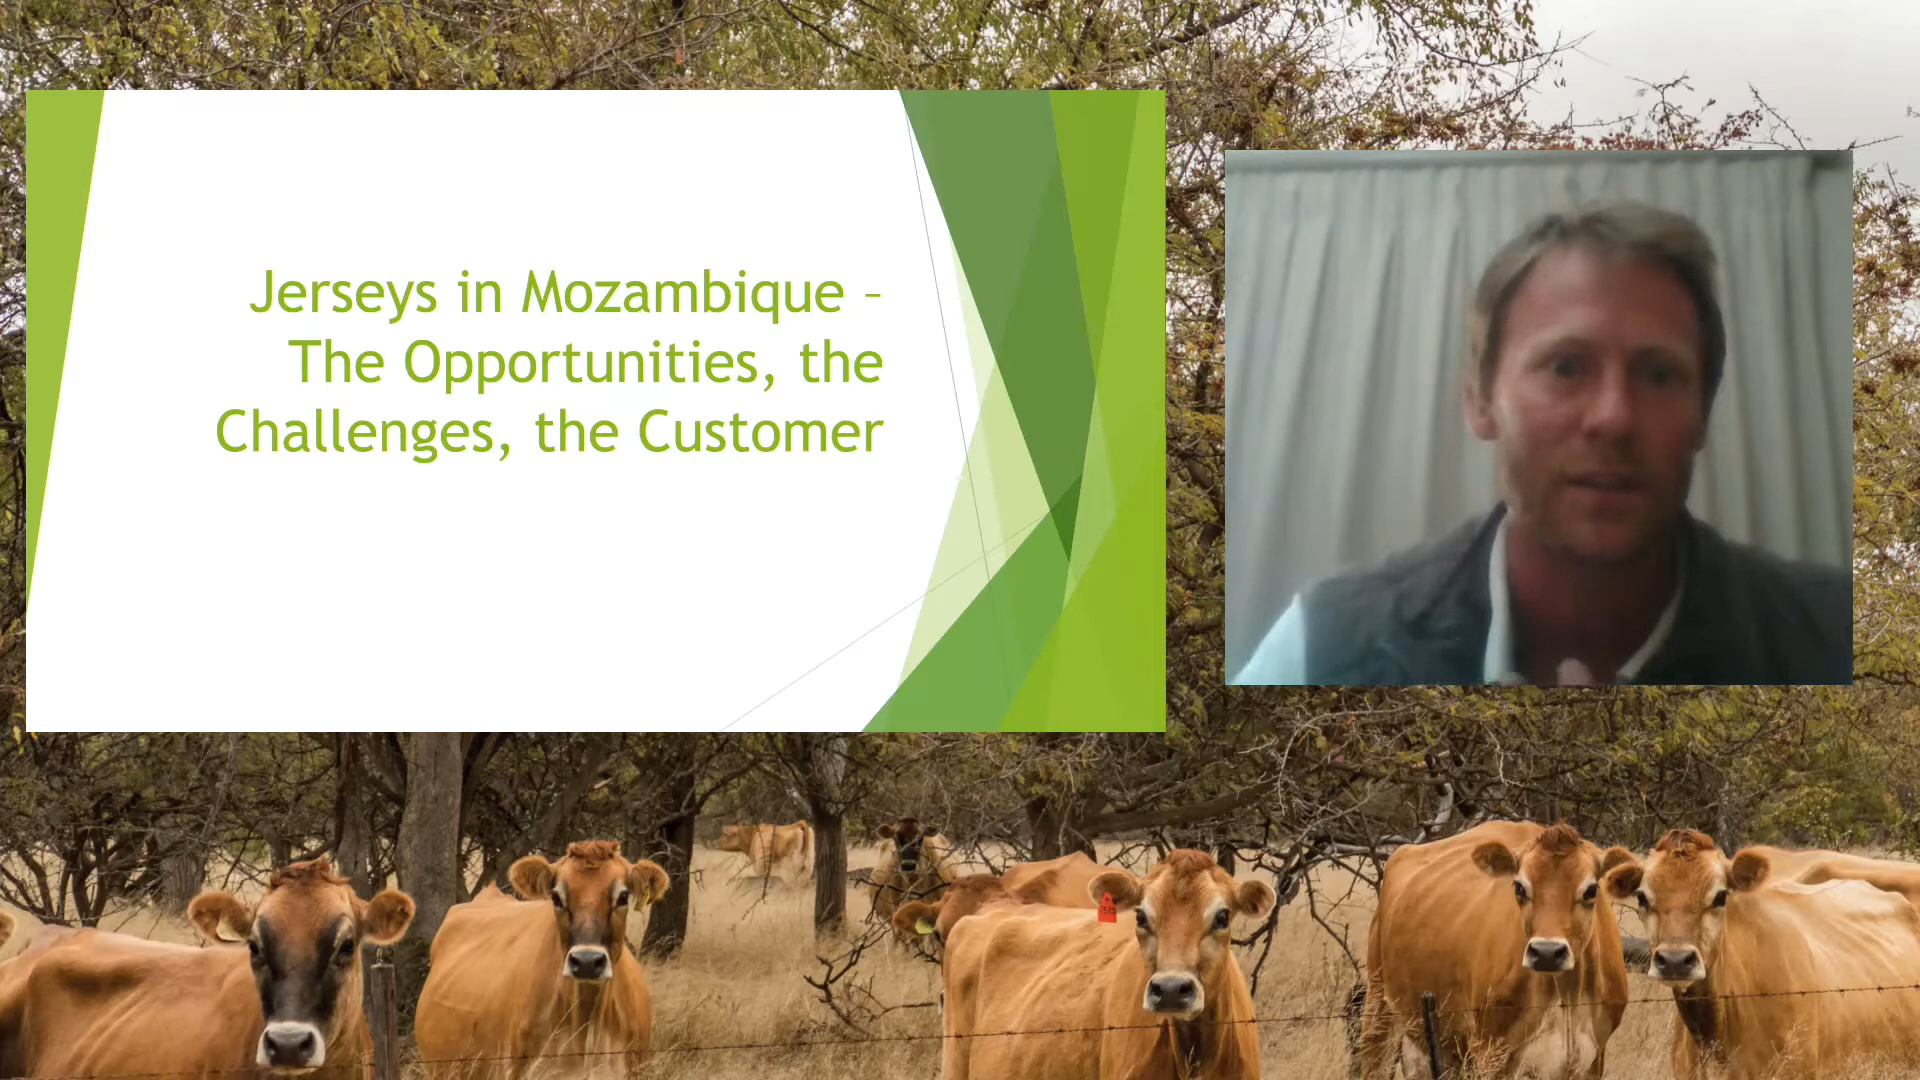 Jerseys in Mozambique –
The Opportunities, the
Challenges, the Customer